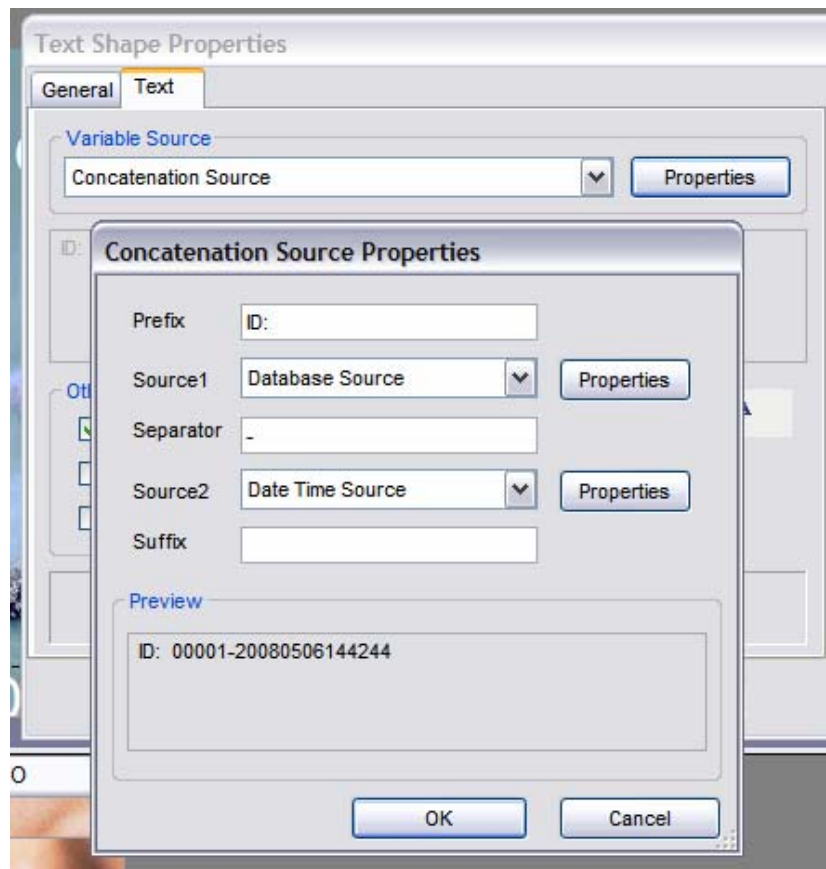 Text Shape Properties
General Text
Variable Source
Concatenation Source Properties
ID:
Concatenation Source Properties
Prefix ID:
Source1 Database Source Properties
Separator -
Source2 Date Time Source Properties
Suffix
Preview
ID: 00001-20080506144244
OK Cancel